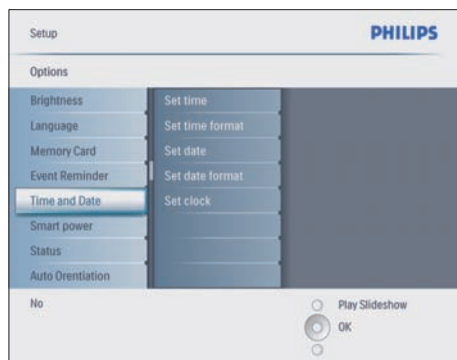 Setup
PHILIPS
Options
Brightness
Set time
Language
Set time format
Memory Card
Set date
Event Reminder
Set date format
Time and Date
Set clock
Smart power
Status
Auto Orentiation
No
Play Slideshow
OK